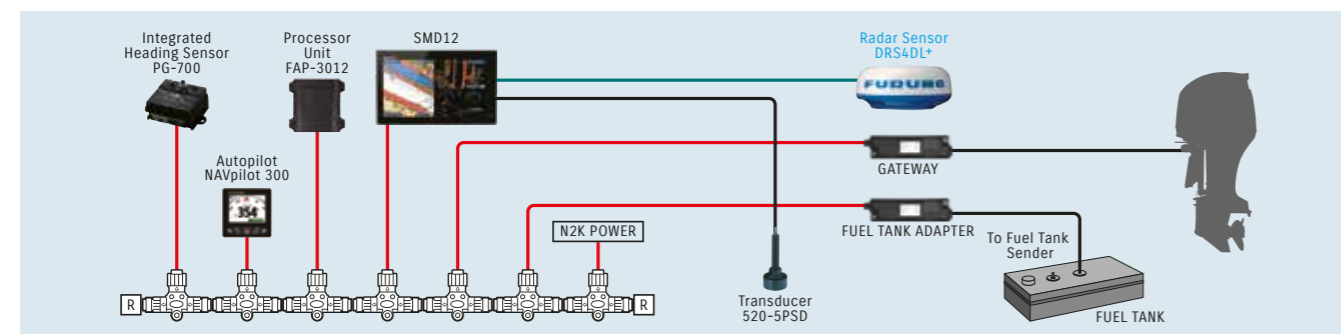 Integrated
Heading Sensor
PG-700
Processor
Unit
FAP-3012
SMD12
Radar Sensor
DRS4DL+
FURUNO
Autopilot
NAVpilot 300
354
GATEWAY
FUEL TANK ADAPTER
N2K POWER
To Fuel Tank
Sender
R
R
Transducer
520-5PSD
FUEL TANK